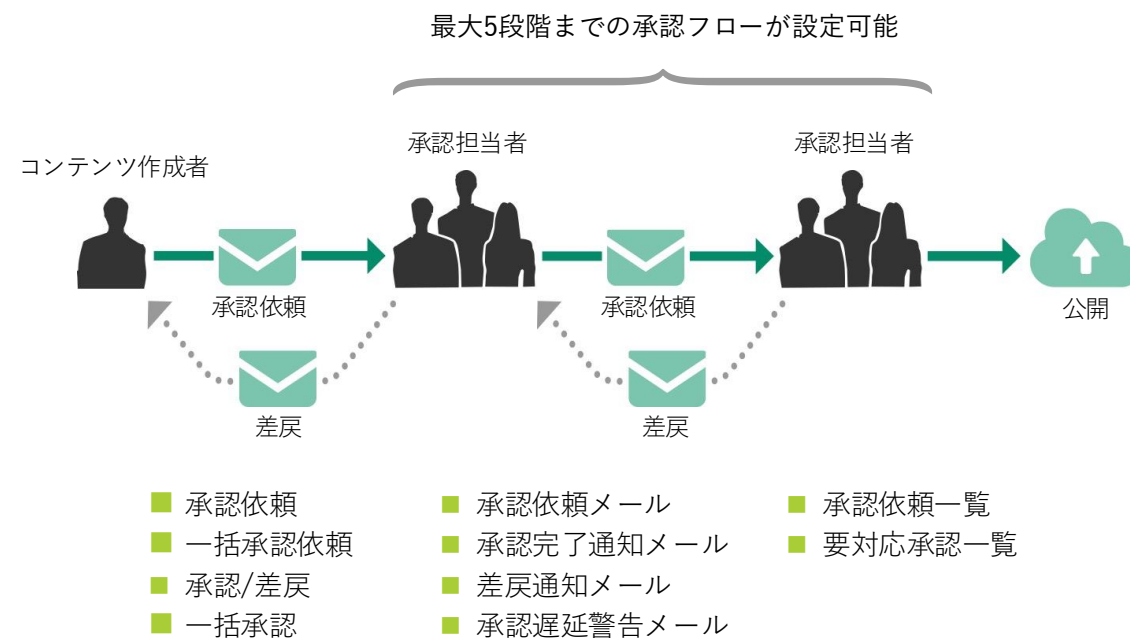 最大5段階までの承認フローが設定可能
コンテンツ作成者
承認担当者
承認担当者
承認依頼
承認依頼
公開
差戻
差戻
承認依頼
一括承認依頼
承認/差戻
一括承認
承認依頼メール
承認完了通知メール
差戻通知メール
承認遅延警告メール
承認依頼一覧
要対応承認一覧